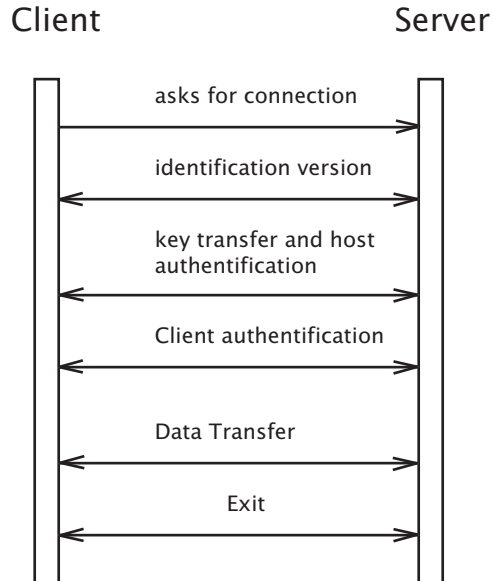 Client
Server
asks for connection
identification version
key transfer and host
authentification
Client authentification
Data Transfer
Exit